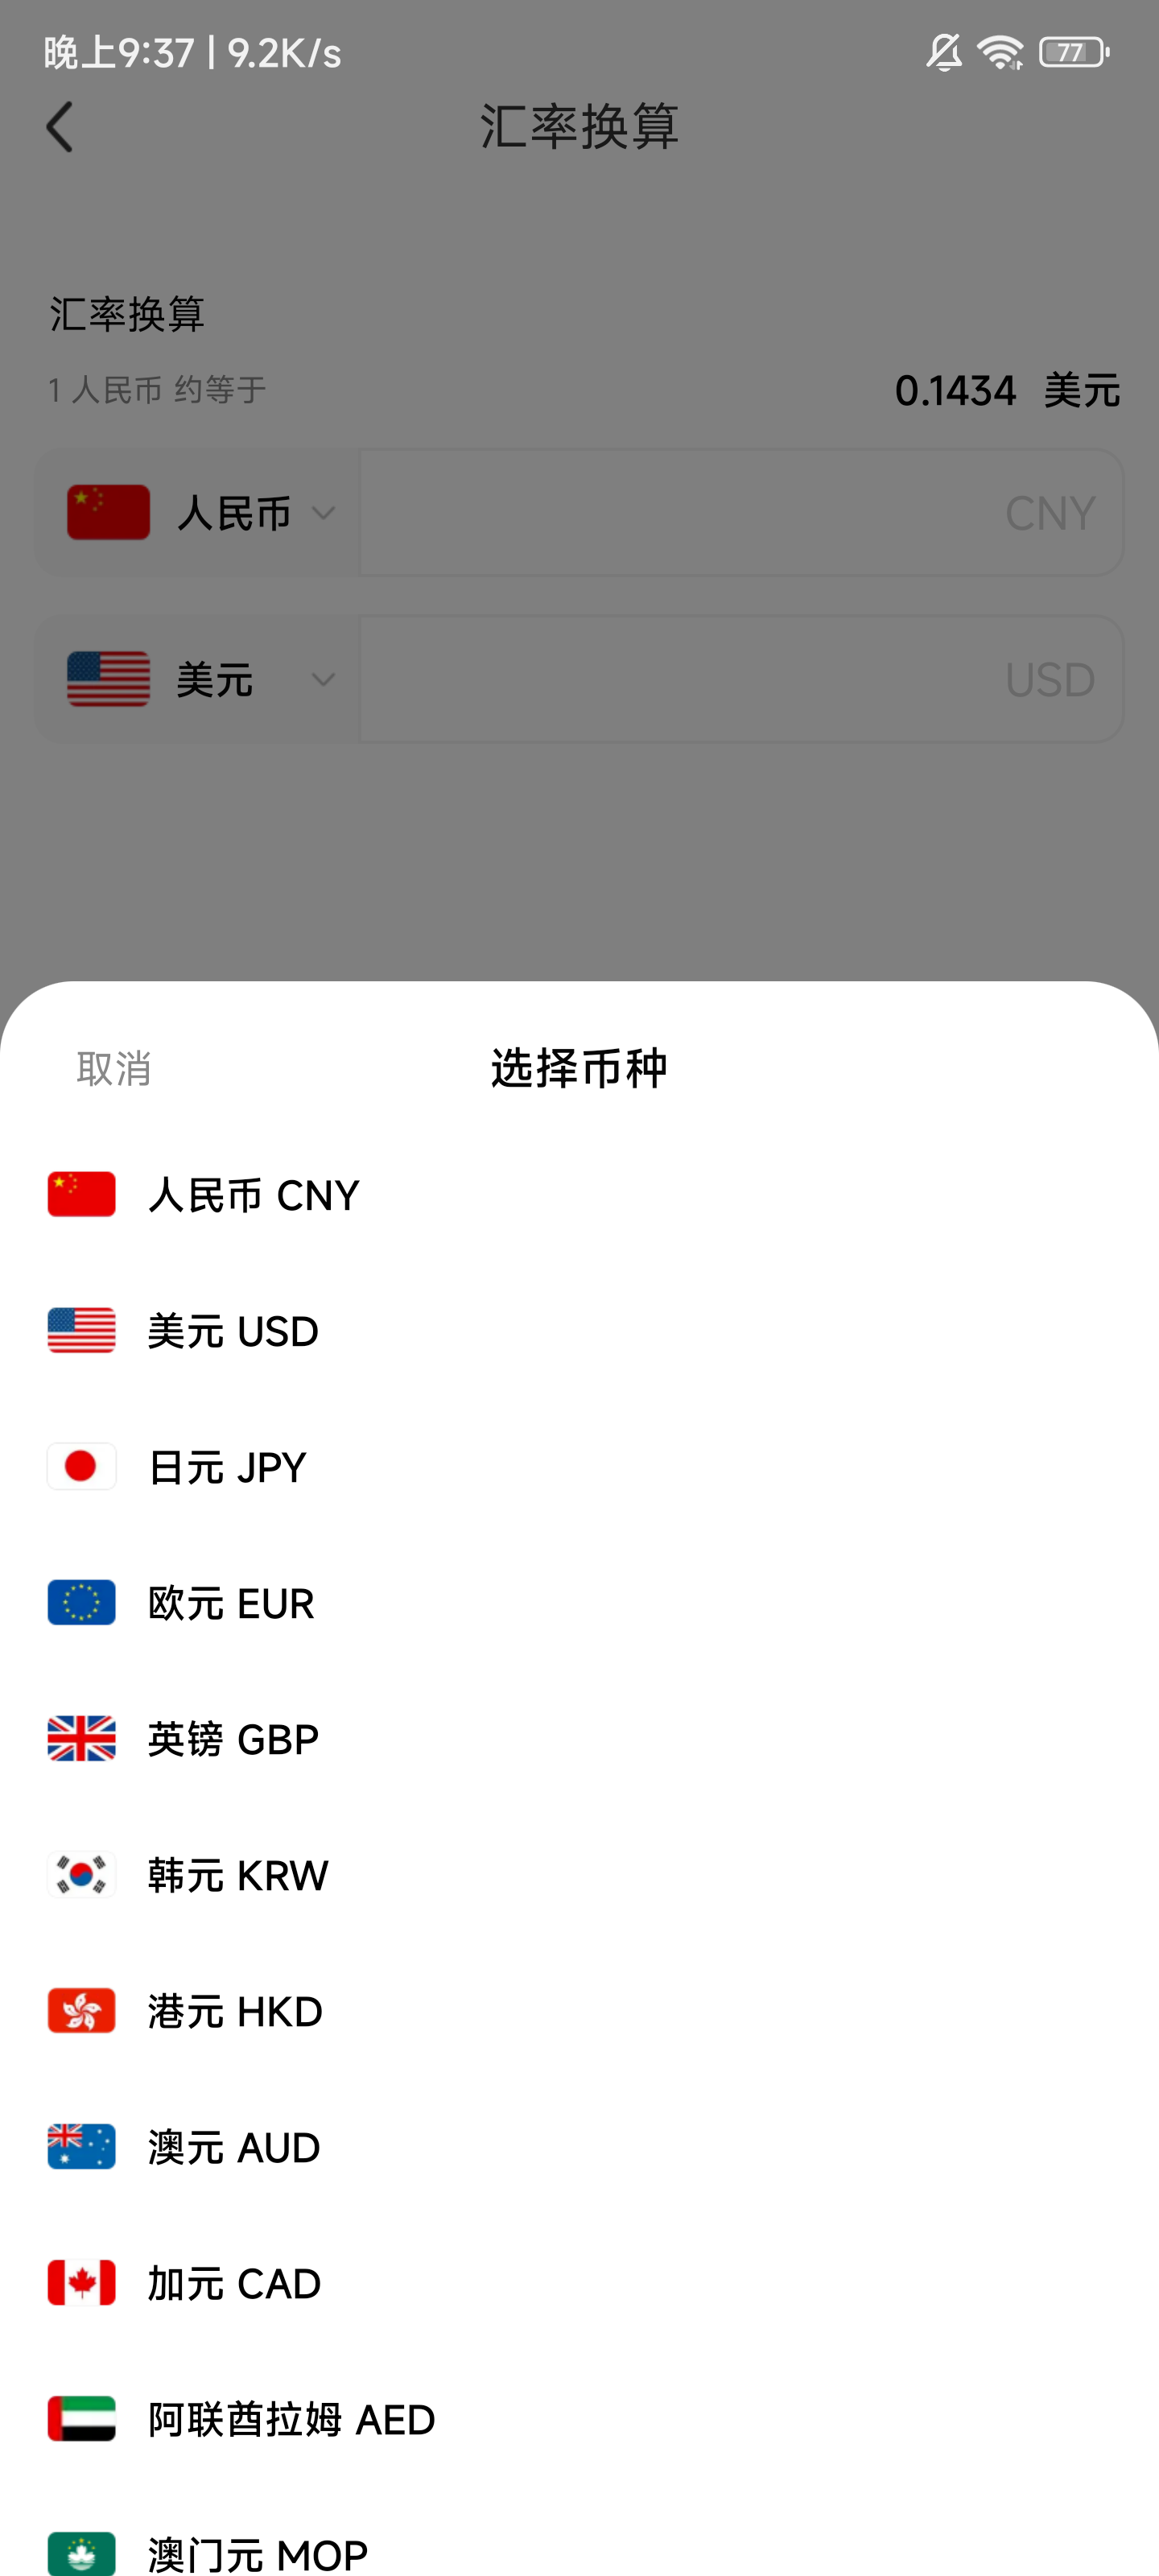 晚上9:37 | 9.2K/s 77
汇率换算
汇率换算
1 人民币 约等于 0.1434 美元
人民币 CNY
美元 USD
取消 选择币种
人民币 CNY
美元 USD
日元 JPY
欧元 EUR
英镑 GBP
韩元 KRW
港元 HKD
澳元 AUD
加元 CAD
阿联酋拉姆 AED
澳门元 MOP